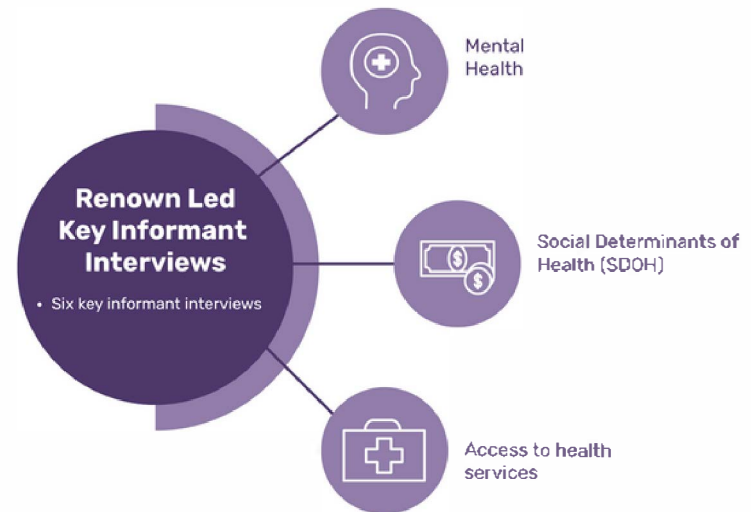 Mental
Health
Renown Led
Key Informant
Interviews
• Six key informant interviews
$
$
Social Determinants of
Health (SDOH)
Access to health
services